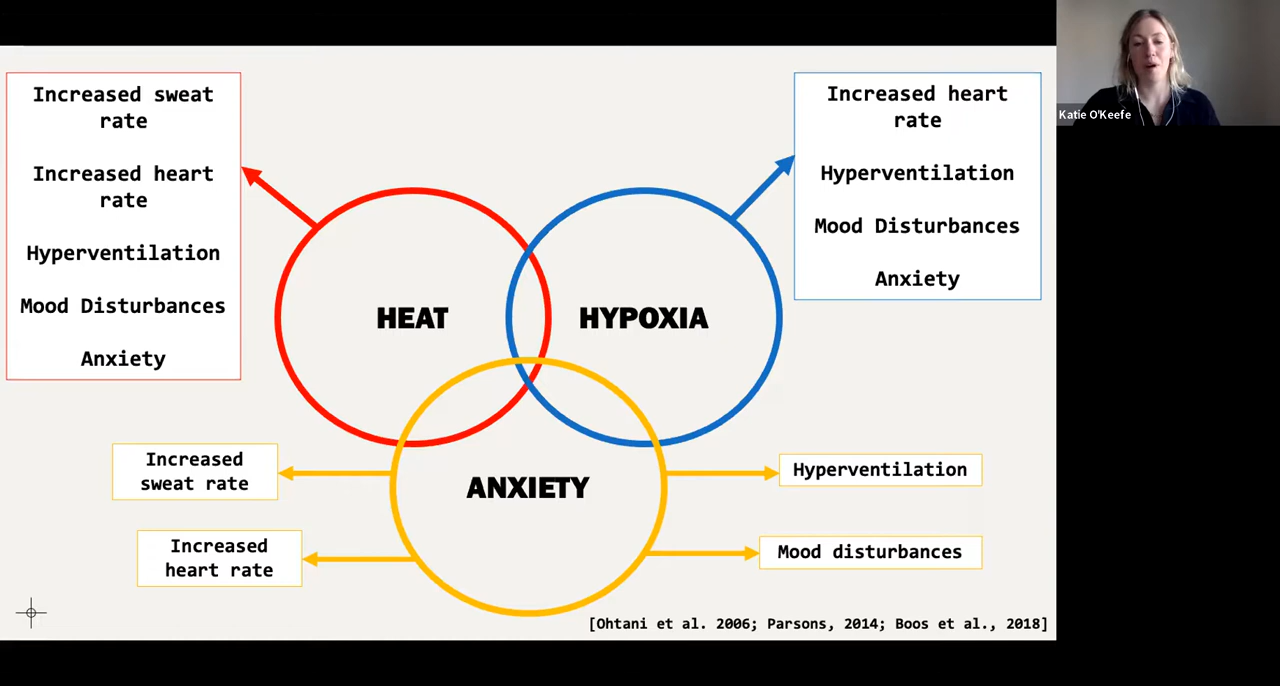 Increased sweat
rate
Increased heart
rate
Hyperventilation
Mood Disturbances
Anxiety
Increased heart
rate
Hyperventilation
Mood Disturbances
Anxiety
Katie O'Keefe
HEAT
HYPOXIA
ANXIETY
Increased
sweat rate
Increased
heart rate
Hyperventilation
Mood disturbances
[Ohtani et al. 2006; Parsons, 2014; Boos et al., 2018]